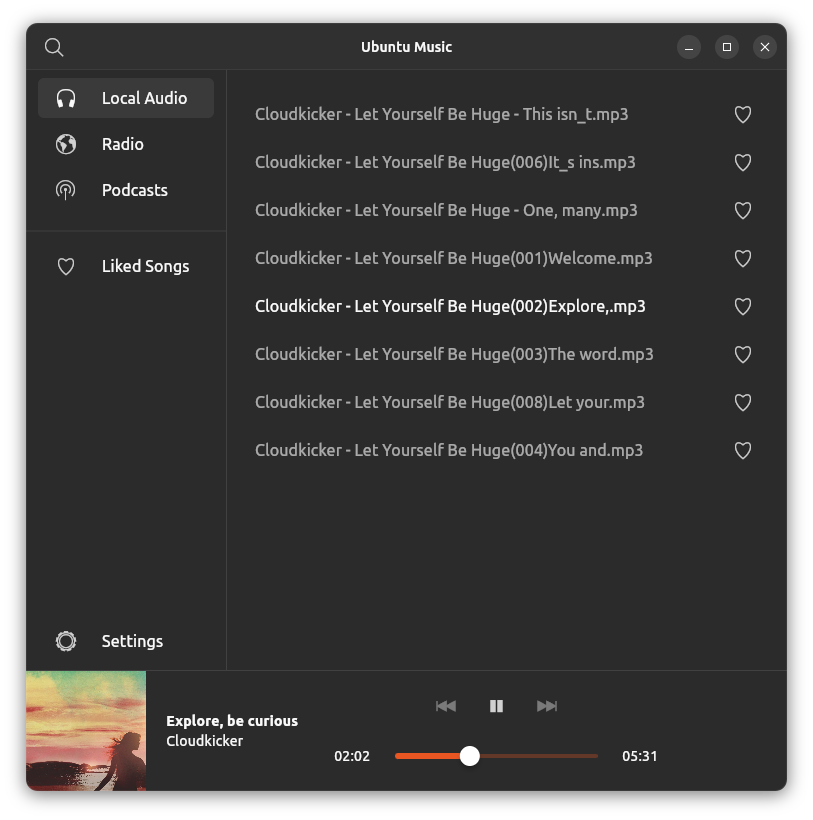 Ubuntu Music
Local Audio
Radio
Podcasts
Liked Songs
Settings
Cloudkicker - Let Yourself Be Huge - This isn_t.mp3
Cloudkicker - Let Yourself Be Huge(006)It_s ins.mp3
Cloudkicker - Let Yourself Be Huge - One, many.mp3
Cloudkicker - Let Yourself Be Huge(001)Welcome.mp3
Cloudkicker - Let Yourself Be Huge(002)Explore,.mp3
Cloudkicker - Let Yourself Be Huge(003)The word.mp3
Cloudkicker - Let Yourself Be Huge(008)Let your.mp3
Cloudkicker - Let Yourself Be Huge(004)You and.mp3
Explore, be curious
Cloudkicker
02:02
05:31